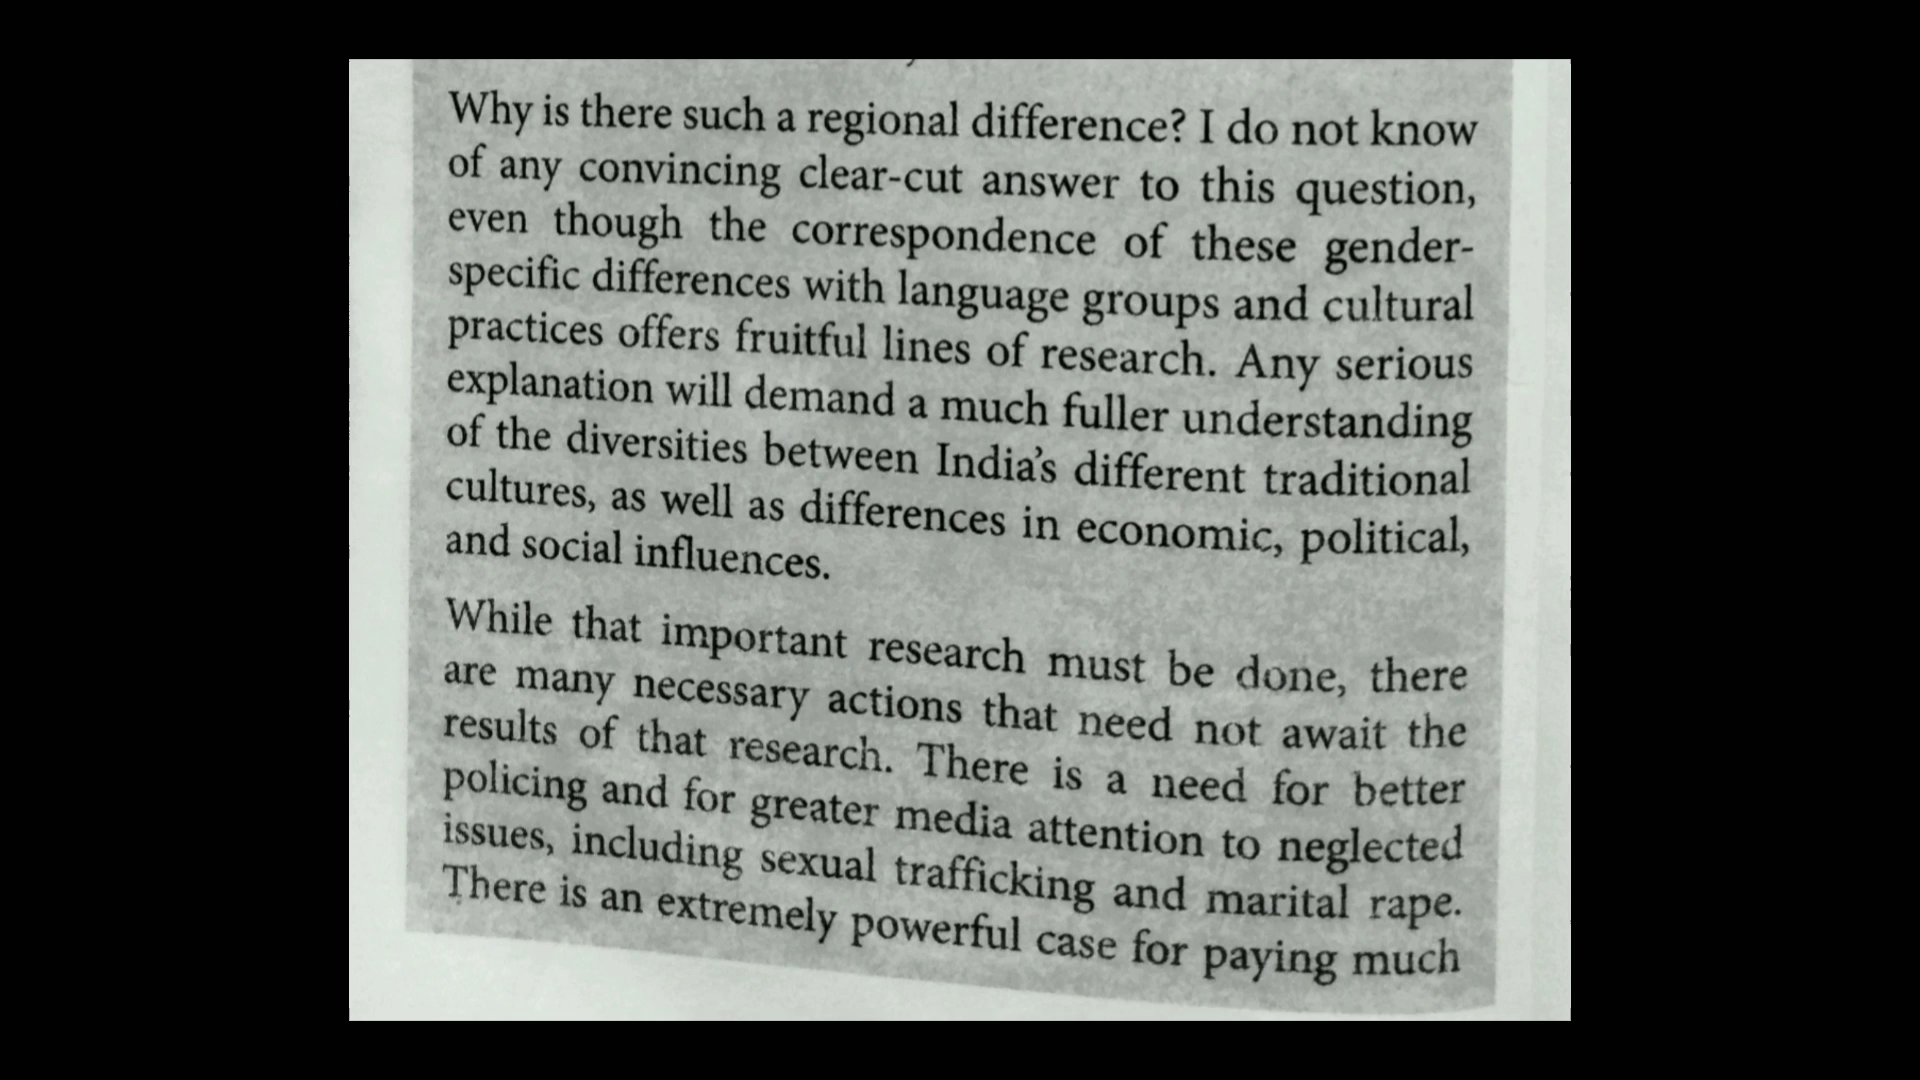 Why is there such a regional difference? I do not know
of any convincing clear-cut answer to this question,
even though the correspondence of these gender-
specific differences with language groups and cultural
practices offers fruitful lines of research. Any serious
explanation will demand a much fuller understanding
of the diversities between India's different traditional
cultures, as well as differences in economic, political,
and social influences.
While that important research must be done, there
are many necessary actions that need not await the
results of that research. There is a need for better
policing and for greater media attention to neglected
issues, including sexual trafficking and marital rape.
There is an extremely powerful case for paying much